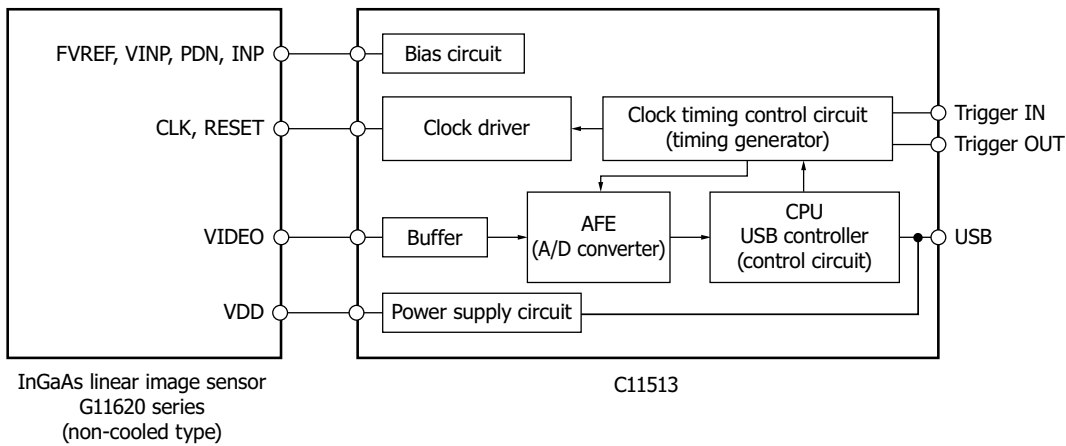 FVREF, VINP, PDN, INP
Bias circuit
CLK, RESET
Clock driver
Clock timing control circuit
(timing generator)
Trigger IN
Trigger OUT
VIDEO
Buffer
AFE
(A/D converter)
CPU
USB controller
(control circuit)
USB
VDD
Power supply circuit
InGaAs linear image sensor
G11620 series
(non-cooled type)
C11513